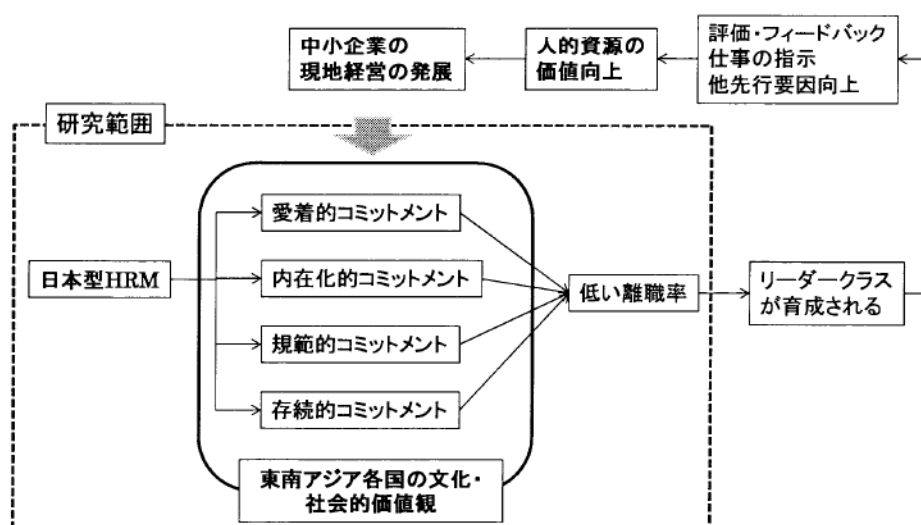 中小企業の
現地経営の発展
人的資源の
価値向上
評価・フィードバック
仕事の指示
他先行要因向上
研究範囲
愛着的コミットメント
日本型HRM
内在化的コミットメント
低い離職率
リーダークラス
が育成される
規範的コミットメント
存続的コミットメント
東南アジア各国の文化・
社会的価値観